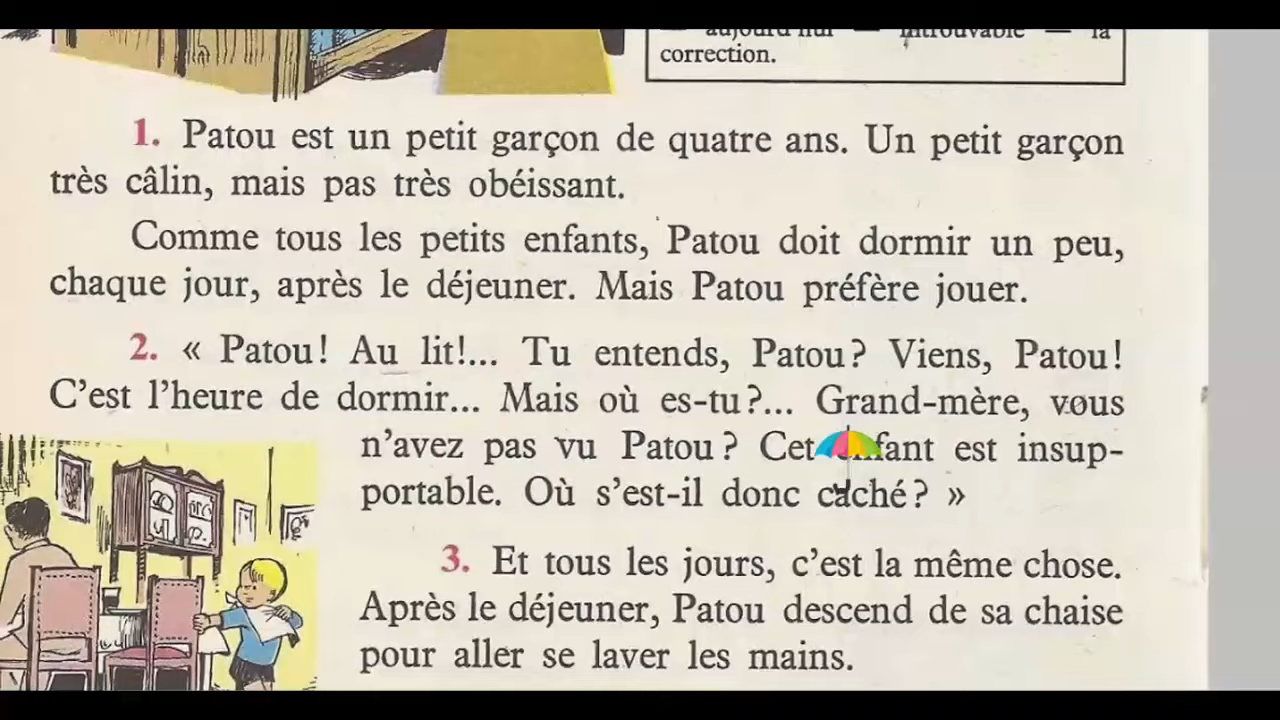 aujourd'hui — introuvable — la
correction.
1. Patou est un petit garçon de quatre ans. Un petit garçon
très câlin, mais pas très obéissant.
Comme tous les petits enfants, Patou doit dormir un peu,
chaque jour, après le déjeuner. Mais Patou préfère jouer.
2. « Patou! Au lit!... Tu entends, Patou? Viens, Patou!
C'est l'heure de dormir... Mais où es-tu?... Grand-mère, vous
n'avez pas vu Patou? Cet enfant est insup-
portable. Où s'est-il donc caché? »
3. Et tous les jours, c'est la même chose.
Après le déjeuner, Patou descend de sa chaise
pour aller se laver les mains.